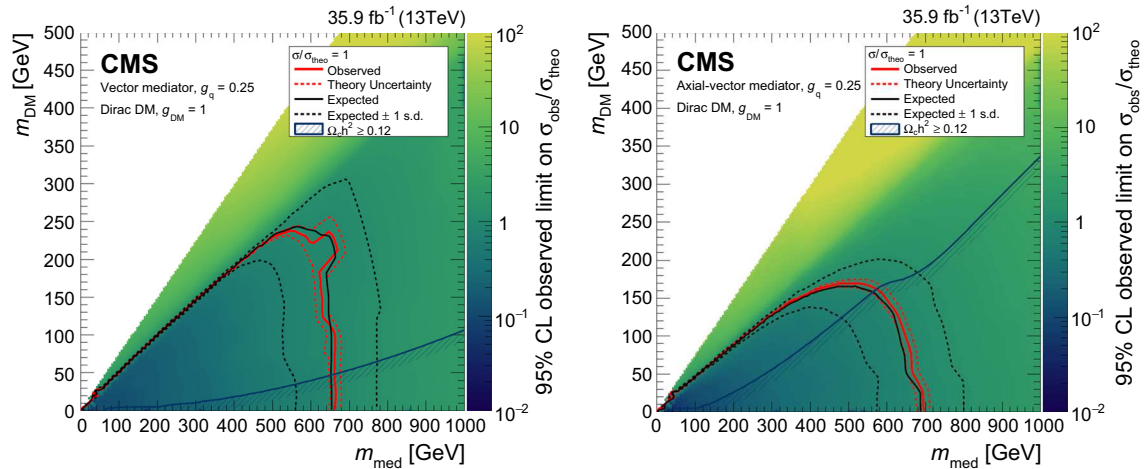 35.9 fb⁻¹ (13TeV)
CMS
Vector mediator, g_q = 0.25
Dirac DM, g_DM = 1
σ/σ_theo = 1
Observed
Theory Uncertainty
Expected
Expected ± 1 s.d.
Ω_c h² ≥ 0.12
m_DM [GeV]
500
450
400
350
300
250
200
150
100
50
0
0 100 200 300 400 500 600 700 800 900 1000
m_med [GeV]
10²
10
1
10⁻¹
10⁻²
95% CL observed limit on σ_obs/σ_theo
35.9 fb⁻¹ (13TeV)
CMS
Axial-vector mediator, g_q = 0.25
Dirac DM, g_DM = 1
σ/σ_theo = 1
Observed
Theory Uncertainty
Expected
Expected ± 1 s.d.
Ω_c h² ≥ 0.12
m_DM [GeV]
500
450
400
350
300
250
200
150
100
50
0
0 100 200 300 400 500 600 700 800 900 1000
m_med [GeV]
10²
10
1
10⁻¹
10⁻²
95% CL observed limit on σ_obs/σ_theo